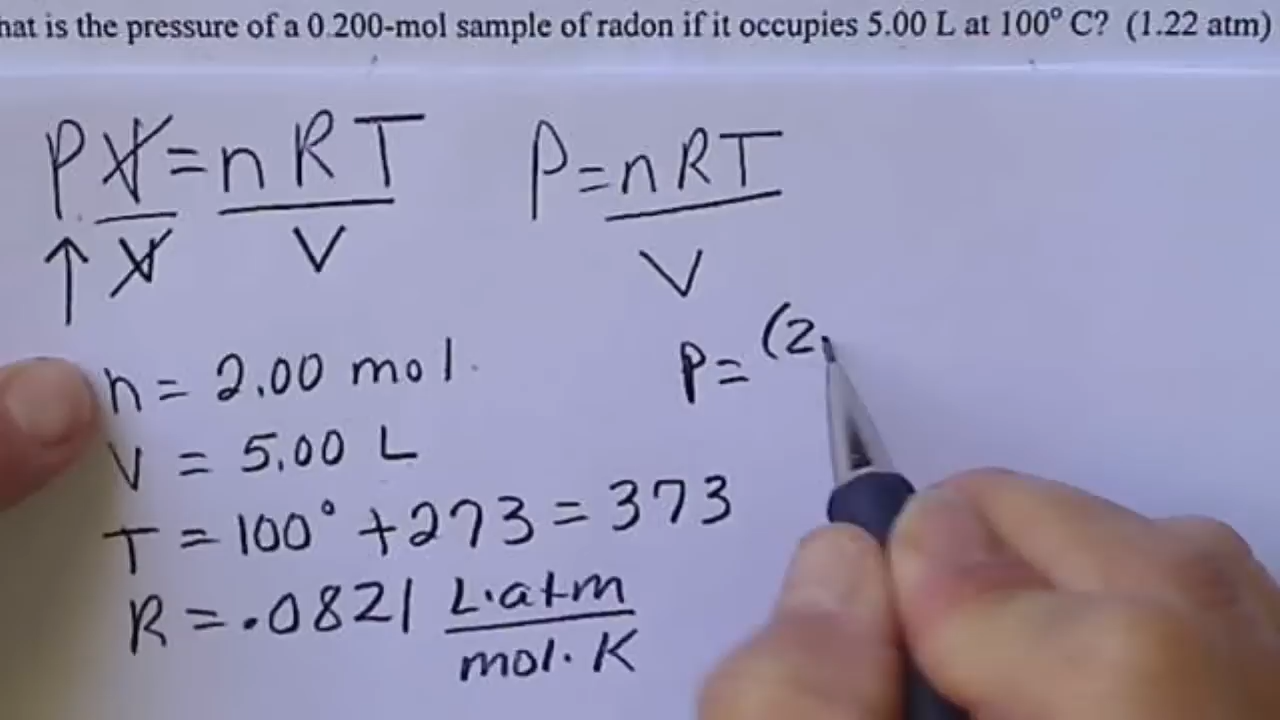 hat is the pressure of a 0.200-mol sample of radon if it occupies 5.00 L at 100° C? (1.22 atm)
PV = nRT P = nRT
V V V
P = (2.
n = 2.00 mol.
V = 5.00 L
T = 100° + 273 = 373
R = .0821 L·atm
mol·K